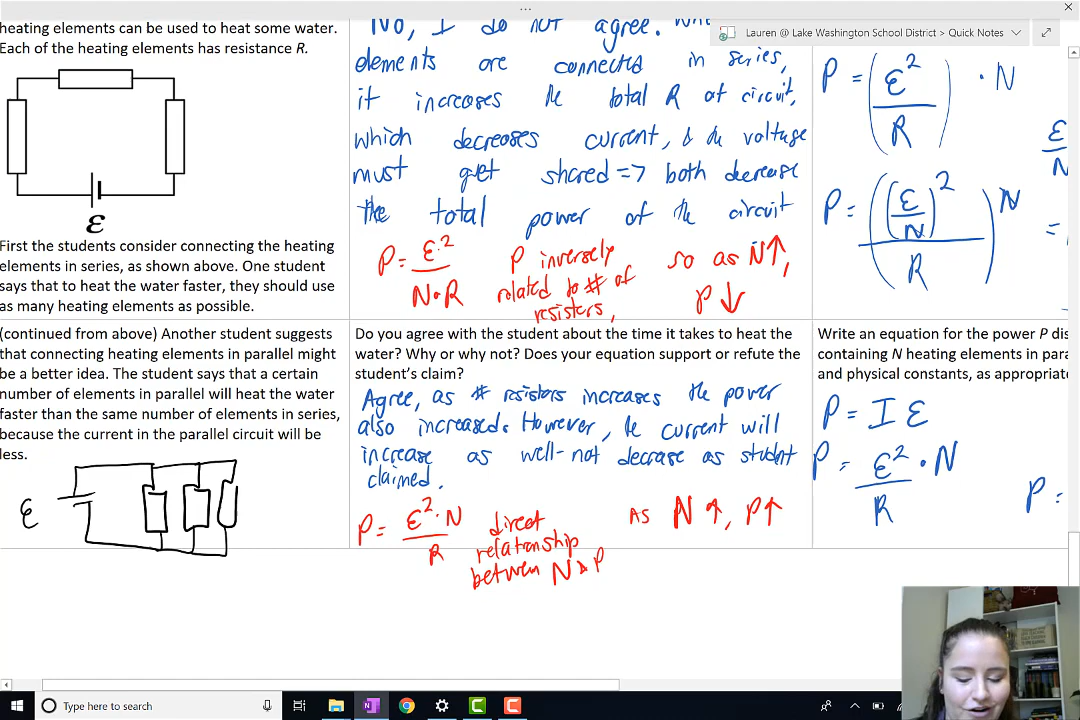 Lauren @ Lake Washington School District > Quick Notes
heating elements can be used to heat some water.
Each of the heating elements has resistance R.
ε
First the students consider connecting the heating
elements in series, as shown above. One student
says that to heat the water faster, they should use
as many heating elements as possible.
No, I do not agree.
elements are connected in series,
it increases the total R of circuit,
which decreases current, & the voltage
must get shared => both decrease
the total power of the circuit
P = ε² / N•R
P inversely
related to # of
resisters,
so as N↑,
P↓
P = (ε² / R) · N
ε / N
P = ((ε/N)² / R) N
=
(continued from above) Another student suggests
that connecting heating elements in parallel might
be a better idea. The student says that a certain
number of elements in parallel will heat the water
faster than the same number of elements in series,
because the current in the parallel circuit will be
less.
ε
Do you agree with the student about the time it takes to heat the
water? Why or why not? Does your equation support or refute the
student's claim?
Agree, as # resistors increases the power
also increased. However, the current will
increase as well-not decrease as student
claimed.
P = ε²·N / R
direct
relationship
between N & P
As N↑, P↑
Write an equation for the power P dis
containing N heating elements in para
and physical constants, as appropriate
P = I ε
P = ε² / R · N
P =
Type here to search